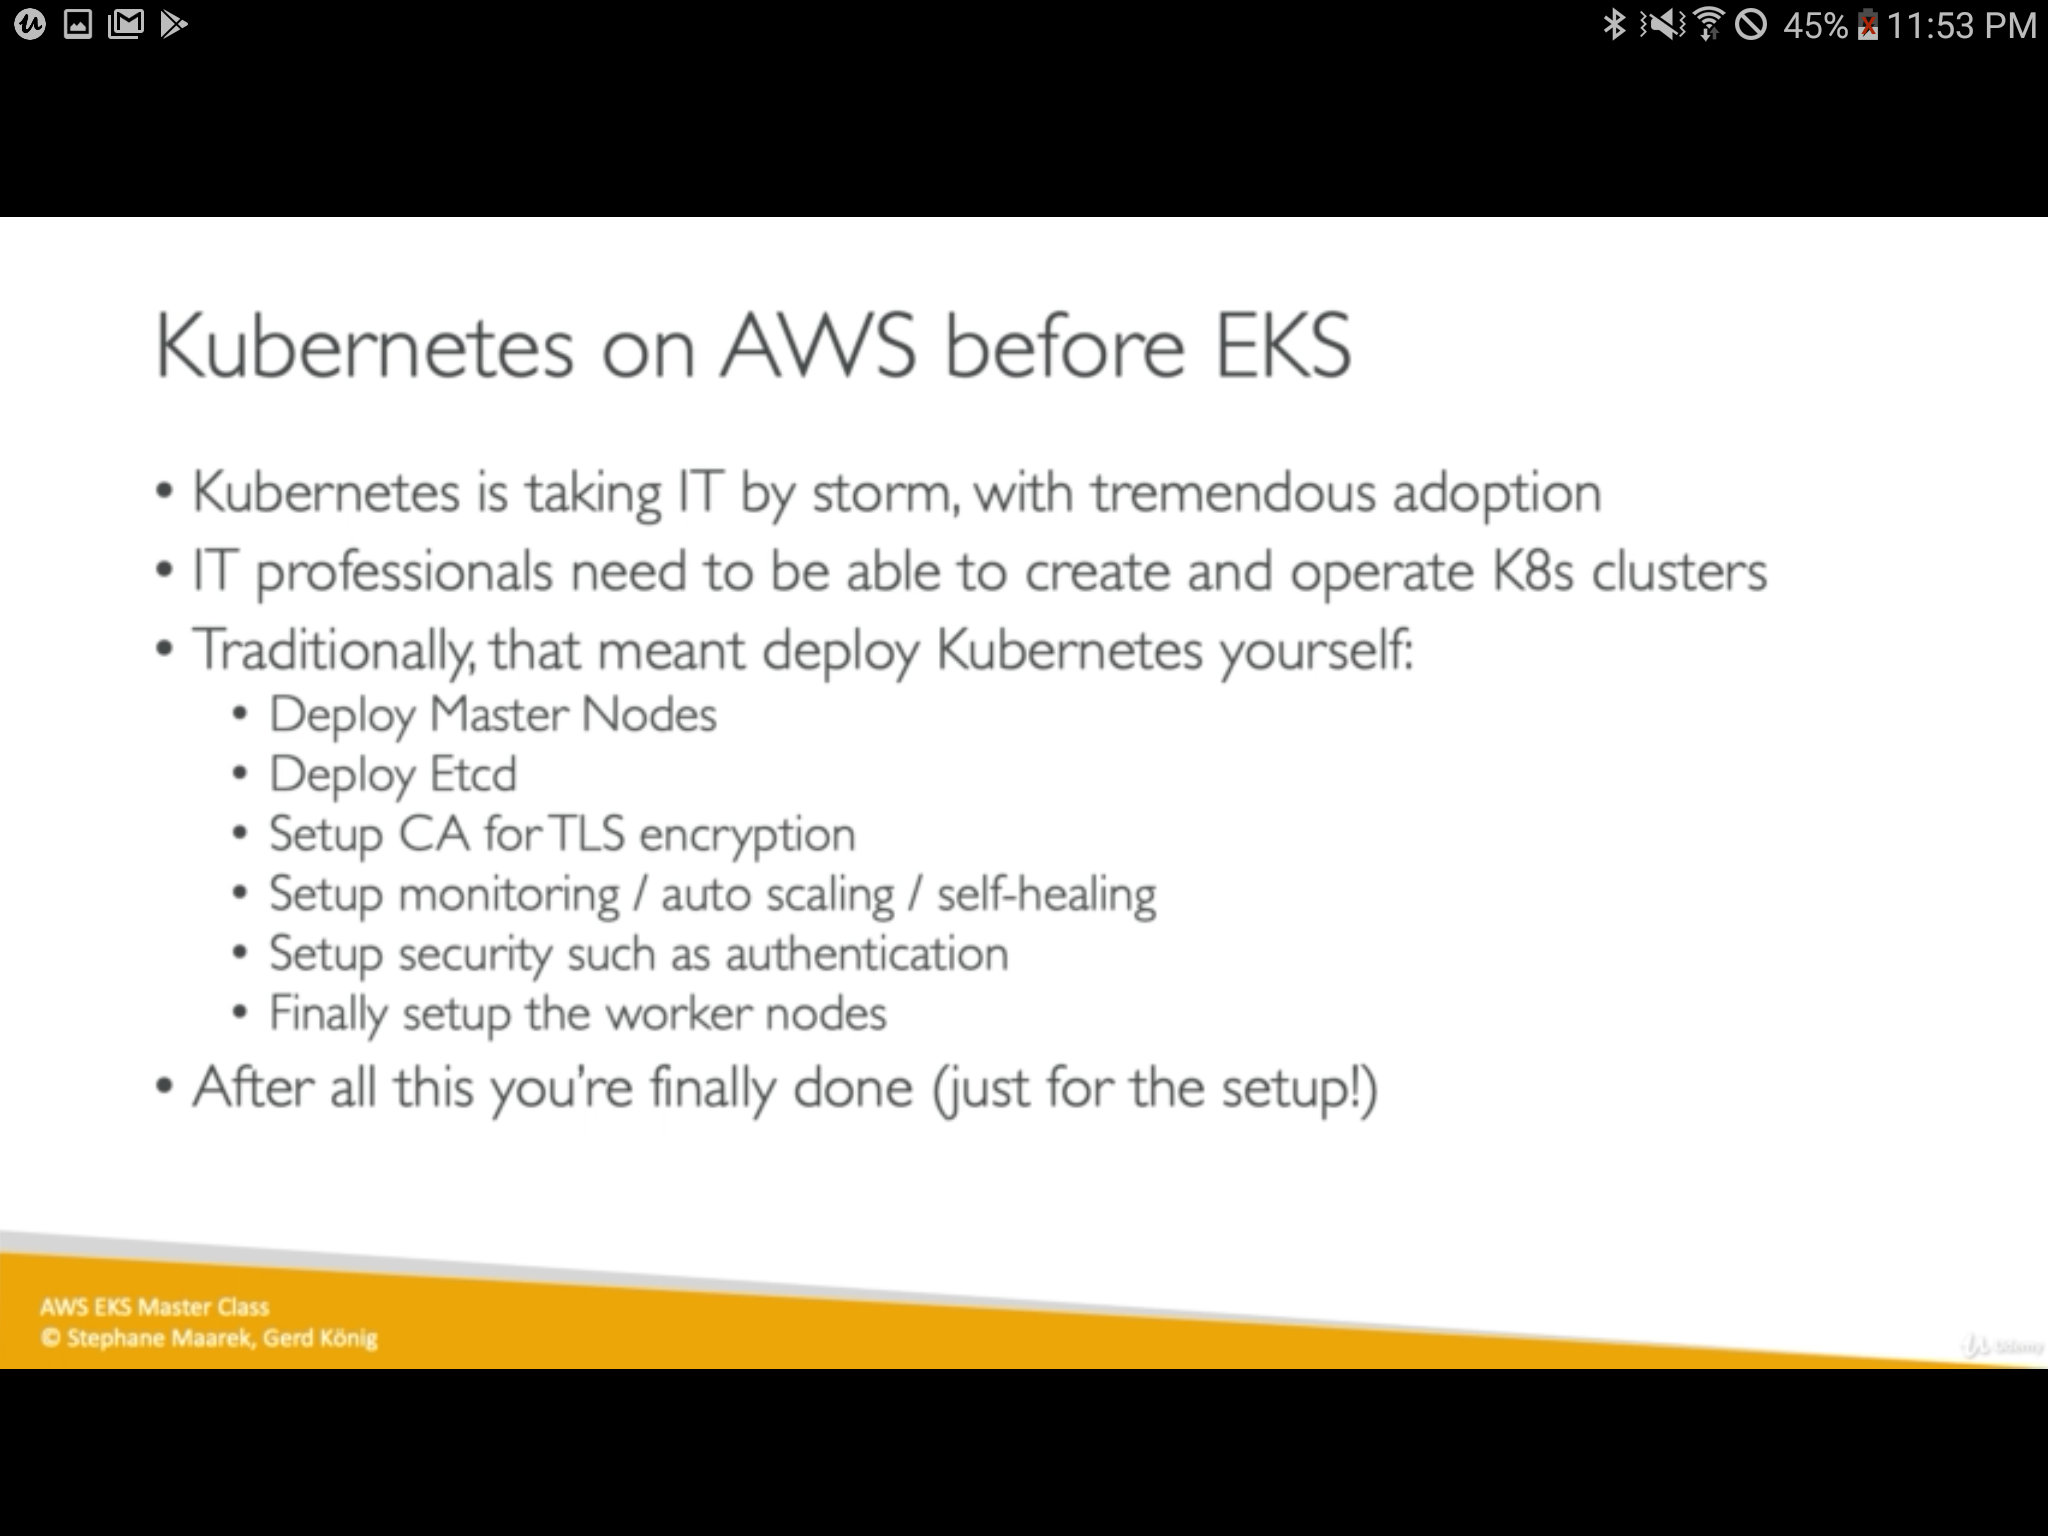 45% 11:53 PM
Kubernetes on AWS before EKS
• Kubernetes is taking IT by storm, with tremendous adoption
• IT professionals need to be able to create and operate K8s clusters
• Traditionally, that meant deploy Kubernetes yourself:
• Deploy Master Nodes
• Deploy Etcd
• Setup CA for TLS encryption
• Setup monitoring / auto scaling / self-healing
• Setup security such as authentication
• Finally setup the worker nodes
• After all this you're finally done (just for the setup!)
AWS EKS Master Class
© Stephane Maarek, Gerd König
Udemy